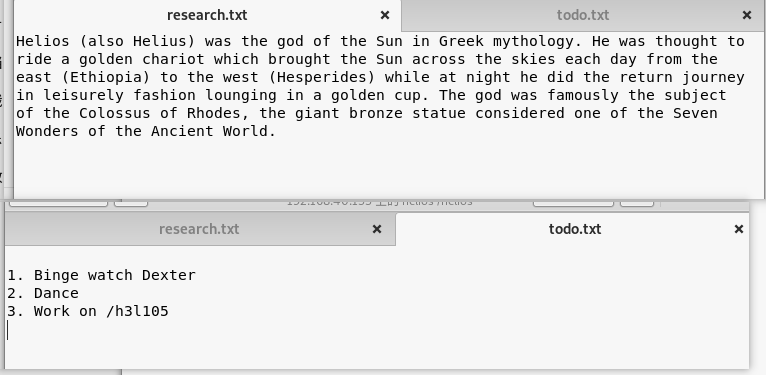 research.txt
todo.txt
Helios (also Helius) was the god of the Sun in Greek mythology. He was thought to
ride a golden chariot which brought the Sun across the skies each day from the
east (Ethiopia) to the west (Hesperides) while at night he did the return journey
in leisurely fashion lounging in a golden cup. The god was famously the subject
of the Colossus of Rhodes, the giant bronze statue considered one of the Seven
Wonders of the Ancient World.
research.txt
todo.txt
1. Binge watch Dexter
2. Dance
3. Work on /h3l105